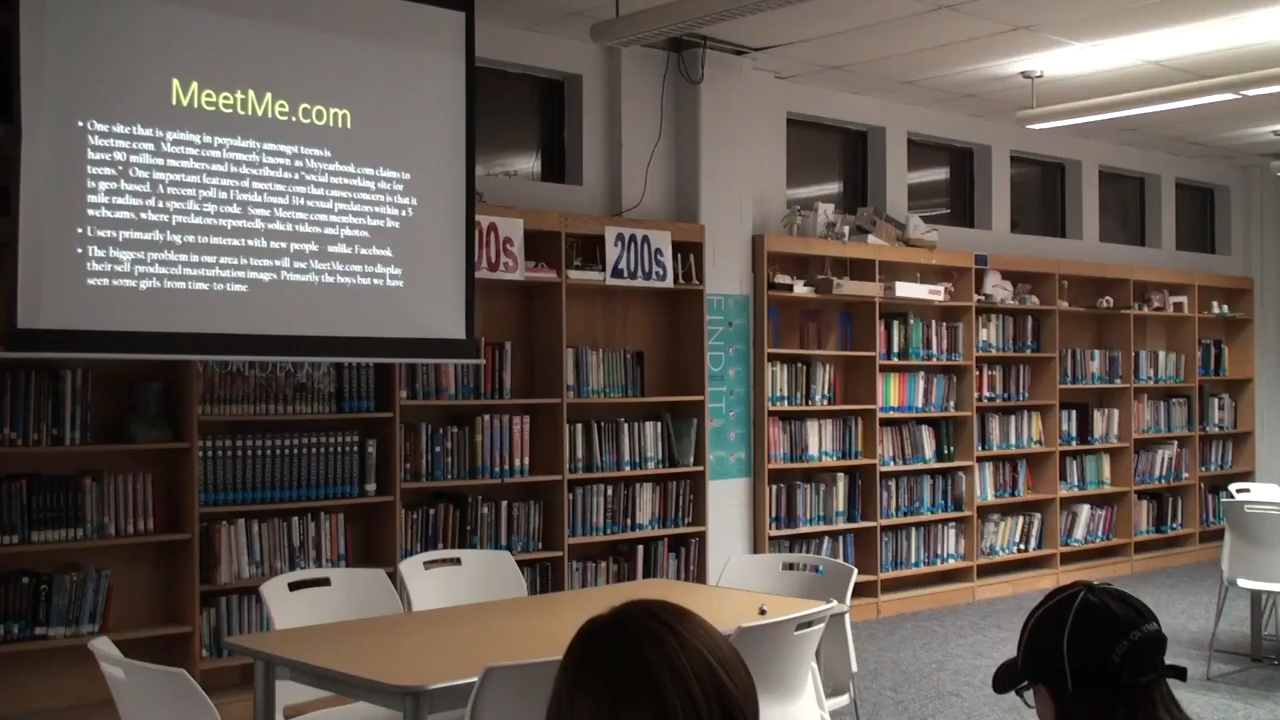 MeetMe.com
• One site that is gaining in popularity amongst teens is
Meetme.com. Meetme.com formerly known as Myyearbook.com claims to
have 90 million members and is described as a "social networking site for
teens." One important features of meetme.com that causes concern is that it
is geo-based. A recent poll in Florida found 314 sexual predators within a 5
mile radius of a specific zip code. Some Meetme.com members have live
webcams, where predators reportedly solicit videos and photos.
• Users primarily log on to interact with new people - unlike Facebook.
• The biggest problem in our area is teens will use MeetMe.com to display
their self-produced masturbation images. Primarily the boys but we have
seen some girls from time-to-time.
00s
200s
FIND IT
WORLD BOOK